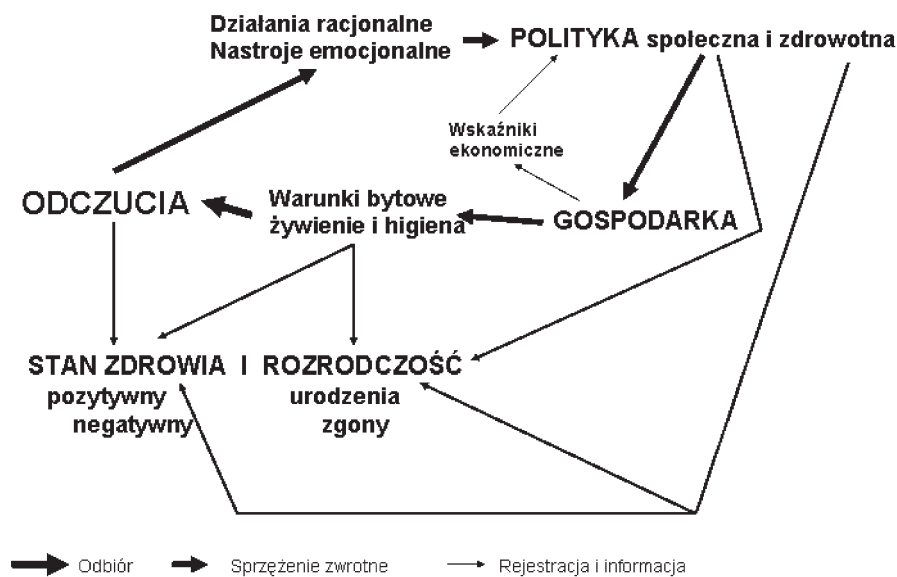 Działania racjonalne
Nastroje emocjonalne
POLITYKA społeczna i zdrowotna
Wskaźniki
ekonomiczne
ODCZUCIA
Warunki bytowe
żywienie i higiena
GOSPODARKA
STAN ZDROWIA I ROZRODCZOŚĆ
pozytywny
negatywny
urodzenia
zgony
Odbiór
Sprzężenie zwrotne
Rejestracja i informacja